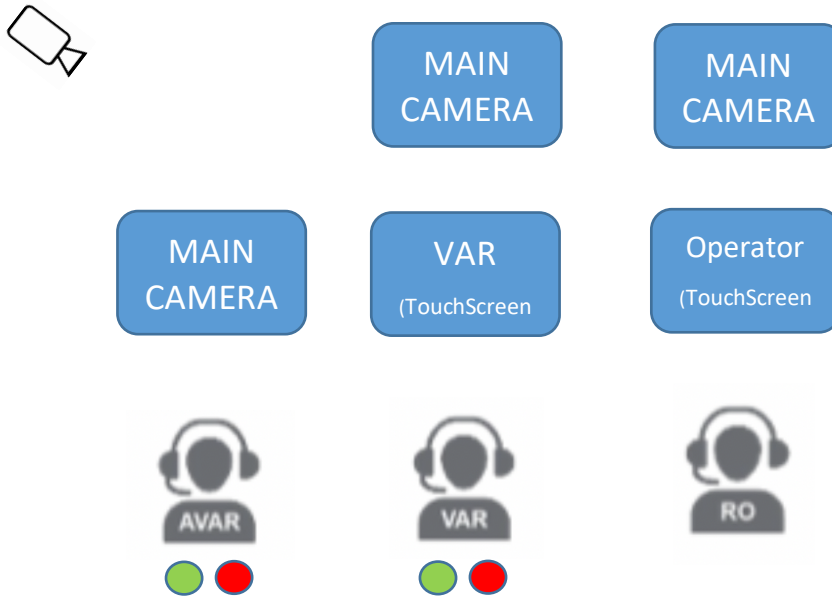 MAIN
CAMERA
MAIN
CAMERA
MAIN
CAMERA
VAR
(TouchScreen
Operator
(TouchScreen
AVAR
VAR
RO